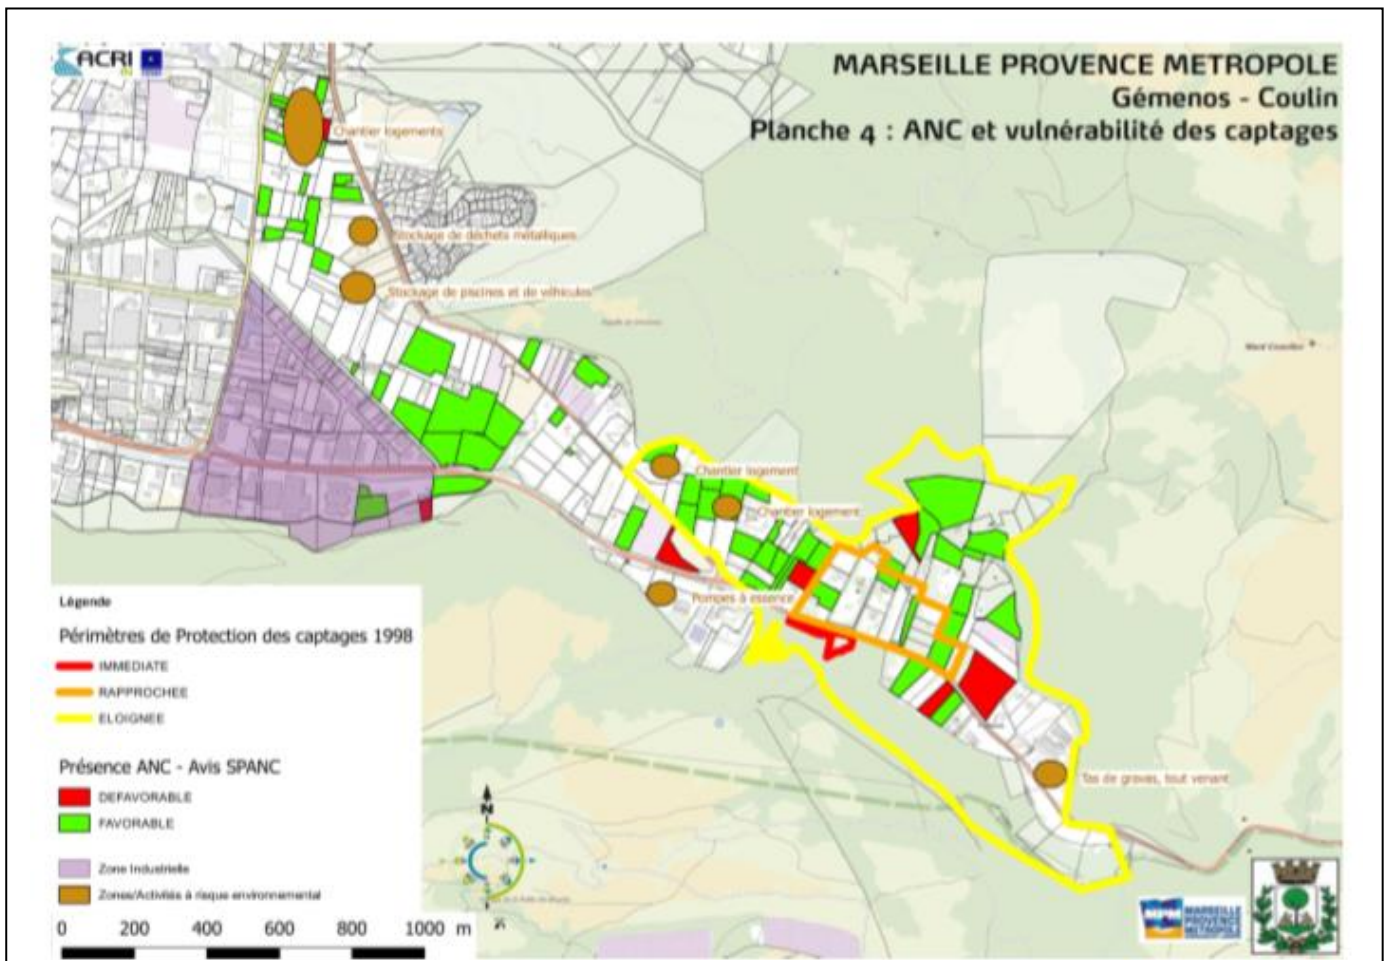 ACRI
IN
MARSEILLE PROVENCE METROPOLE
Gémenos - Coulin
Planche 4 : ANC et vulnérabilité des captages
Chantier logements
Stockage de déchets métalliques
Stockage de piscines et de véhicules
Chantier logement
Chantier logement
Pompes à essence
Tas de gravas, tout venant
Légende
Périmètres de Protection des captages 1998
IMMEDIATE
RAPPROCHEE
ELOIGNEE
Présence ANC - Avis SPANC
DEFAVORABLE
FAVORABLE
Zone Industrielle
Zones/Activités à risque environnemental
0 200 400 600 800 1000 m
N
MPM
MARSEILLE
PROVENCE
METROPOLE